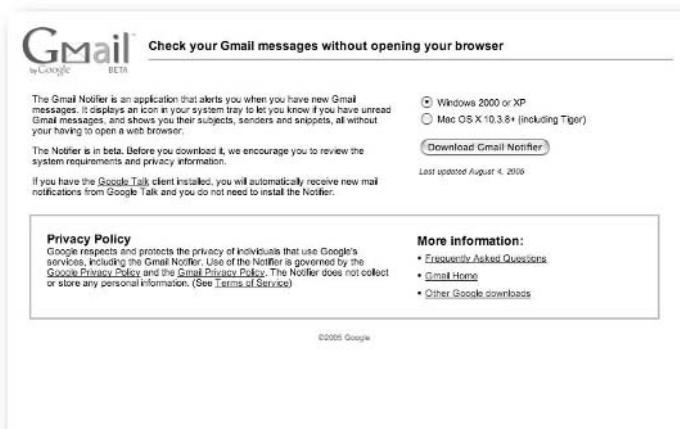 Gmail
by Google BETA
Check your Gmail messages without opening your browser
The Gmail Notifier is an application that alerts you when you have new Gmail
messages. It displays an icon in your system tray to let you know if you have unread
Gmail messages, and shows you their subjects, senders and snippets, all without
your having to open a web browser.
The Notifier is in beta. Before you download it, we encourage you to review the
system requirements and privacy information.
If you have the Google Talk client installed, you will automatically receive new mail
notifications from Google Talk and you do not need to install the Notifier.
Windows 2000 or XP
Mac OS X 10.3.8+ (including Tiger)
Download Gmail Notifier
Last updated August 4, 2006
Privacy Policy
Google respects and protects the privacy of individuals that use Google's
services, including the Gmail Notifier. Use of the Notifier is governed by the
Google Privacy Policy and the Gmail Privacy Policy. The Notifier does not collect
or store any personal information. (See Terms of Service)
More information:
• Frequently Asked Questions
• Gmail Home
• Other Google downloads
©2005 Google